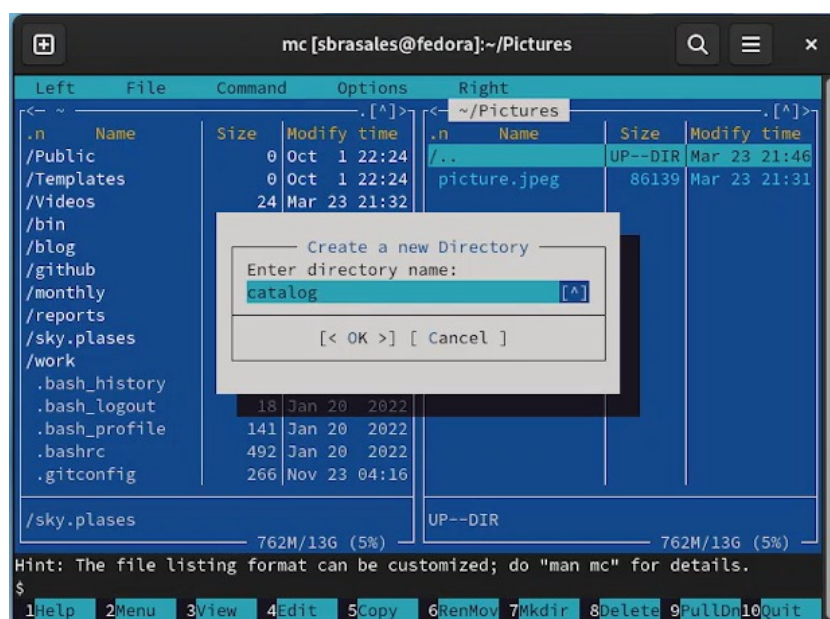 mc [sbrasales@fedora]:~/Pictures
Left File Command Options Right
<— ~ .[^]> <— ~/Pictures .[^]>
.n Name Size Modify time .n Name Size Modify time
/Public 0 Oct 1 22:24 /.. UP--DIR Mar 23 21:46
/Templates 0 Oct 1 22:24 picture.jpeg 86139 Mar 23 21:31
/Videos 24 Mar 23 21:32
/bin
/blog
/github
/monthly
/reports
/sky.plases
/work
.bash_history
.bash_logout 18 Jan 20 2022
.bash_profile 141 Jan 20 2022
.bashrc 492 Jan 20 2022
.gitconfig 266 Nov 23 04:16
Create a new Directory
Enter directory name:
catalog [^]
[< OK >] [ Cancel ]
/sky.plases UP--DIR
762M/13G (5%) 762M/13G (5%)
Hint: The file listing format can be customized; do "man mc" for details.
$
1Help 2Menu 3View 4Edit 5Copy 6RenMov 7Mkdir 8Delete 9PullDn 10Quit